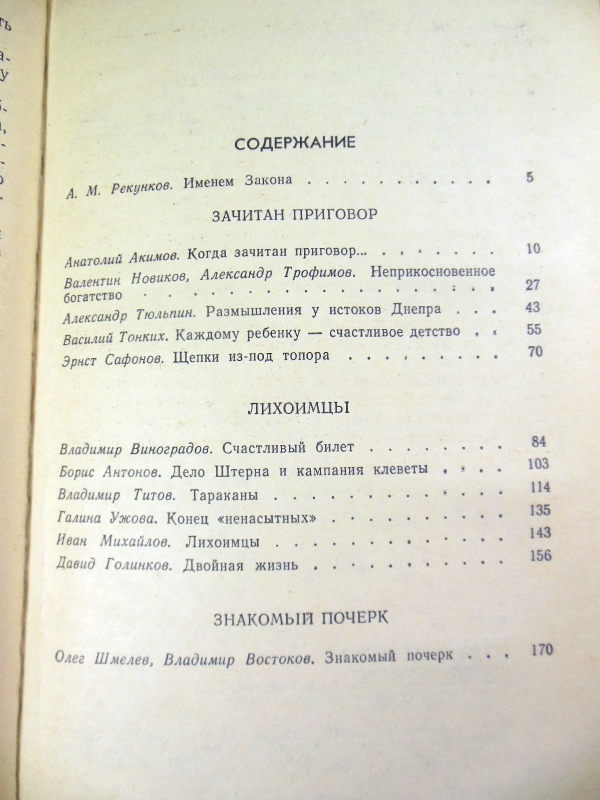 СОДЕРЖАНИЕ
А. М. Рекунков. Именем Закона . . . . . . . . . . . 5
ЗАЧИТАН ПРИГОВОР
Анатолий Акимов. Когда зачитан приговор... . . . . . . 10
Валентин Новиков, Александр Трофимов. Неприкосновенное
богатство . . . . . . . . . . . . . . . . . 27
Александр Тюльпин. Размышления у истоков Днепра . . . 43
Василий Тонких. Каждому ребенку — счастливое детство . . 55
Эрнст Сафонов. Щепки из-под топора . . . . . . . . 70
ЛИХОИМЦЫ
Владимир Виноградов. Счастливый билет . . . . . . . 84
Борис Антонов. Дело Штерна и кампания клеветы . . . . 103
Владимир Титов. Тараканы . . . . . . . . . . . . 114
Галина Ужова. Конец «ненасытных» . . . . . . . . . 135
Иван Михайлов. Лихоимцы . . . . . . . . . . . . 143
Давид Голинков. Двойная жизнь . . . . . . . . . . 156
ЗНАКОМЫЙ ПОЧЕРК
Олег Шмелев, Владимир Востоков. Знакомый почерк . . . 170